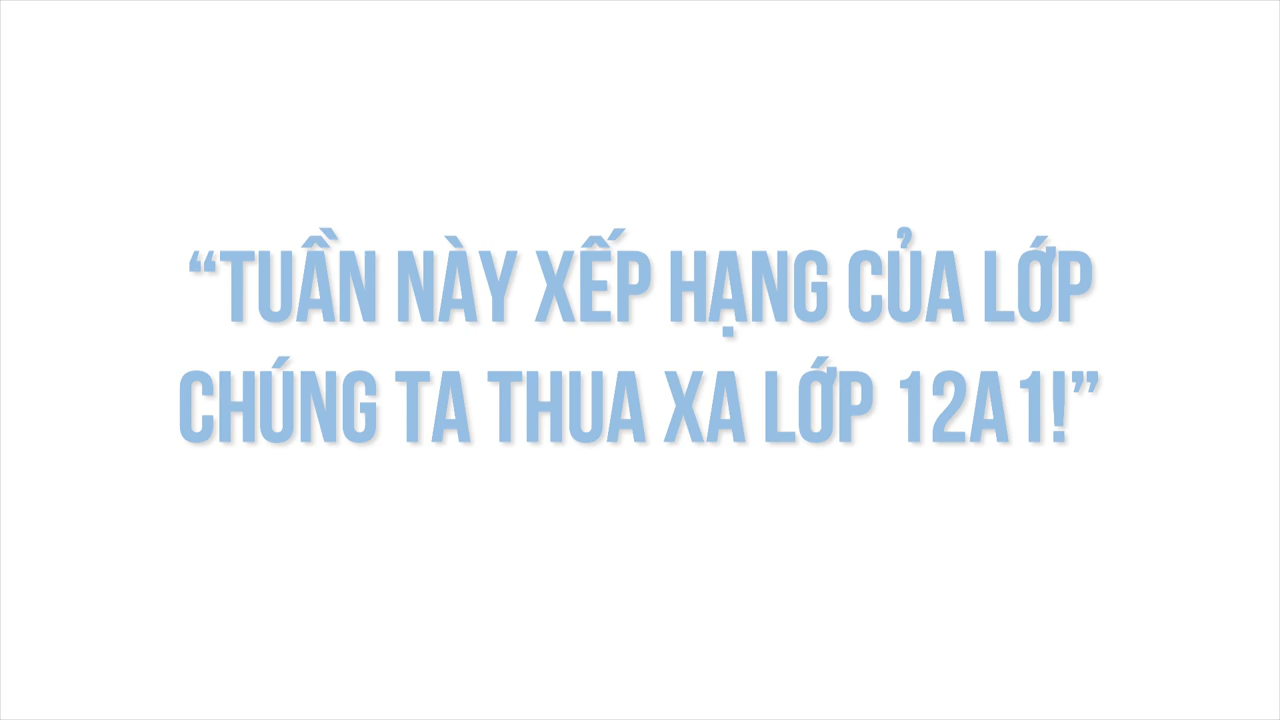 “TUẦN NÀY XẾP HẠNG CỦA LỚP
CHÚNG TA THUA XA LỚP 12A1!”